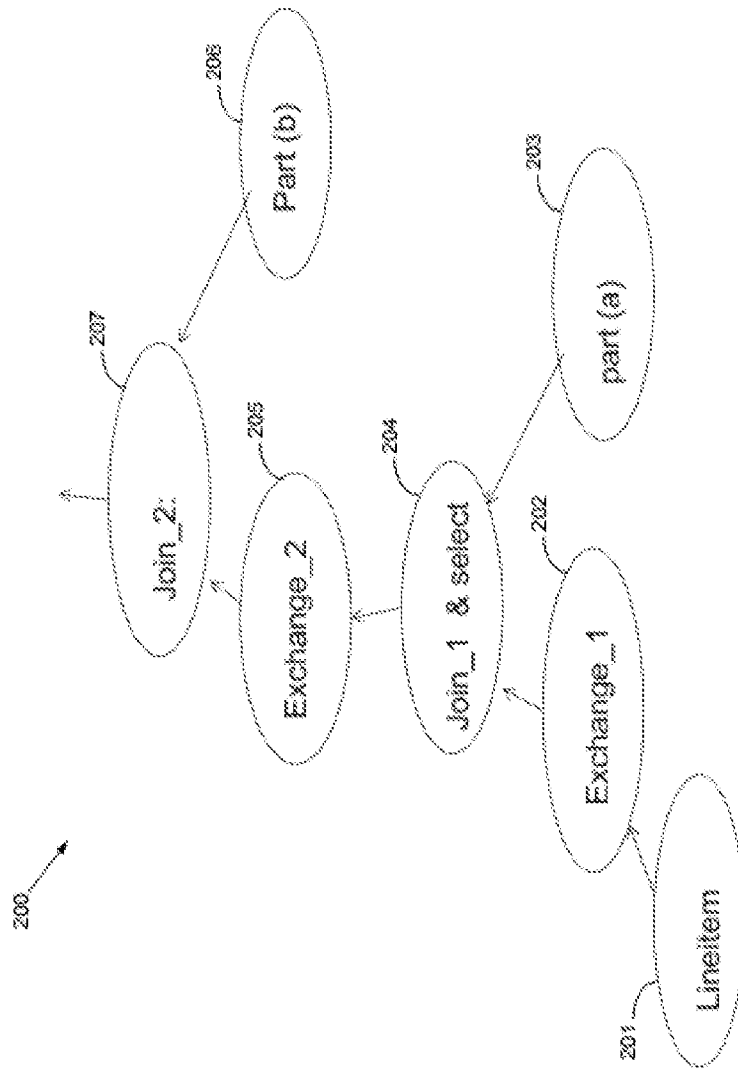 200
207
Join_2:
206
Part (b)
205
Exchange_2
204
Join_1 & select
203
part (a)
202
Exchange_1
201
Lineitem